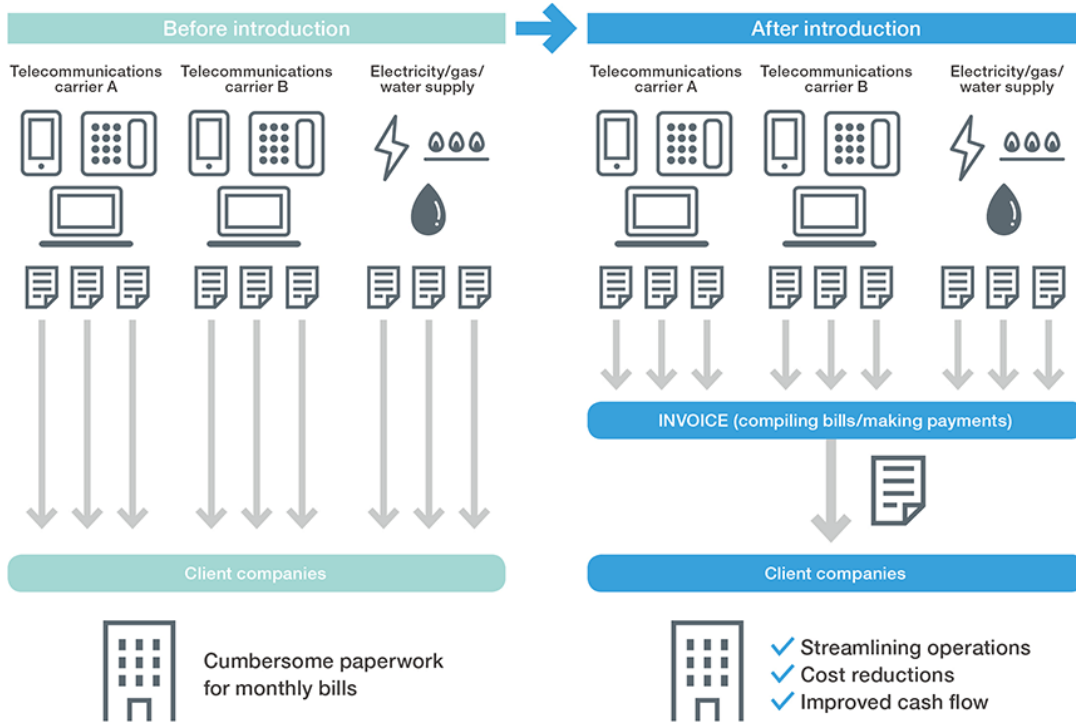 Before introduction
Telecommunications
carrier A
Telecommunications
carrier B
Electricity/gas/
water supply
Client companies
Cumbersome paperwork
for monthly bills
After introduction
Telecommunications
carrier A
Telecommunications
carrier B
Electricity/gas/
water supply
INVOICE (compiling bills/making payments)
Client companies
Streamlining operations
Cost reductions
Improved cash flow